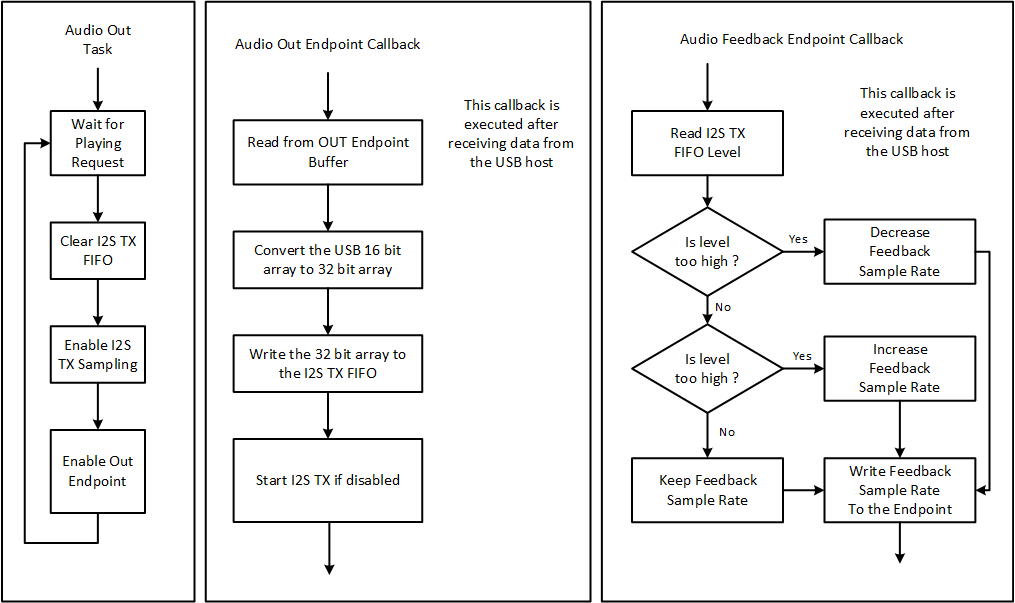 Audio Out
Task
Wait for
Playing
Request
Clear I2S TX
FIFO
Enable I2S
TX Sampling
Enable Out
Endpoint
Audio Out Endpoint Callback
This callback is
executed after
receiving data from
the USB host
Read from OUT Endpoint
Buffer
Convert the USB 16 bit
array to 32 bit array
Write the 32 bit array to
the I2S TX FIFO
Start I2S TX if disabled
Audio Feedback Endpoint Callback
This callback is
executed after
receiving data from
the USB host
Read I2S TX
FIFO Level
Is level
too high ?
Yes
Decrease
Feedback
Sample Rate
No
Is level
too high ?
Yes
Increase
Feedback
Sample Rate
No
Keep Feedback
Sample Rate
Write Feedback
Sample Rate
To the Endpoint